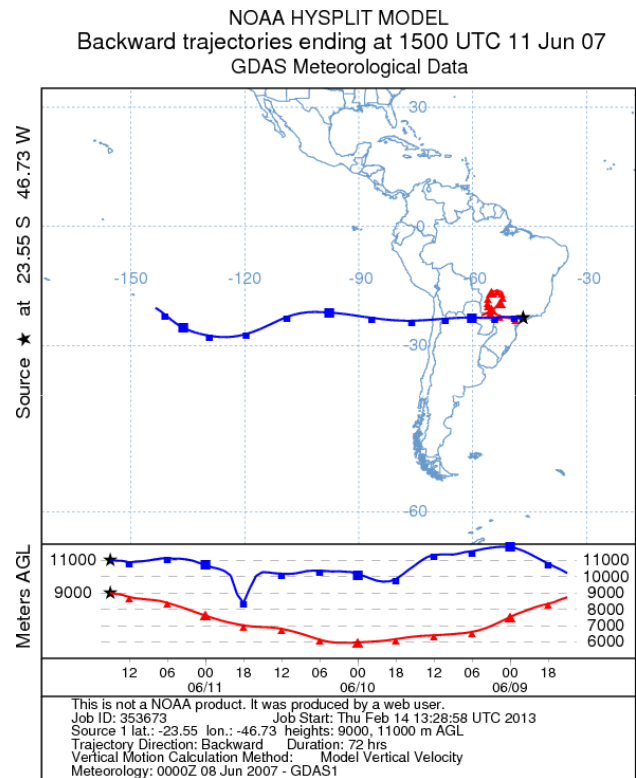 NOAA HYSPLIT MODEL
Backward trajectories ending at 1500 UTC 11 Jun 07
GDAS Meteorological Data
Source ★ at 23.55 S 46.73 W
30
0
-150 -120 -90 -60 -30
-30
-60
Meters AGL
11000 11000
10000
9000 9000
8000
7000
6000
12 06 00 18 12 06 00 18 12 06 00 18
06/11 06/10 06/09
This is not a NOAA product. It was produced by a web user.
Job ID: 353673 Job Start: Thu Feb 14 13:28:58 UTC 2013
Source 1 lat.: -23.55 lon.: -46.73 heights: 9000, 11000 m AGL
Trajectory Direction: Backward Duration: 72 hrs
Vertical Motion Calculation Method: Model Vertical Velocity
Meteorology: 0000Z 08 Jun 2007 - GDAS1